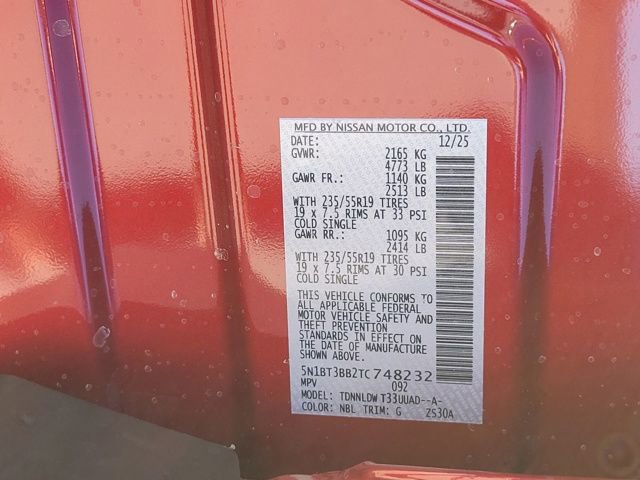 MFD BY NISSAN MOTOR CO., LTD.
DATE: 12/25
GVWR: 2165 KG
4773 LB
GAWR FR.: 1140 KG
2513 LB
WITH 235/55R19 TIRES
19 x 7.5 RIMS AT 33 PSI
COLD SINGLE
GAWR RR.: 1095 KG
2414 LB
WITH 235/55R19 TIRES
19 x 7.5 RIMS AT 30 PSI
COLD SINGLE
THIS VEHICLE CONFORMS TO
ALL APPLICABLE FEDERAL
MOTOR VEHICLE SAFETY AND
THEFT PREVENTION
STANDARDS IN EFFECT ON
THE DATE OF MANUFACTURE
SHOWN ABOVE.
5N1BT3BB2TC748232
MPV 092
MODEL: TDNNLDW T33UUAD--A-
COLOR: NBL TRIM: G 2S30A